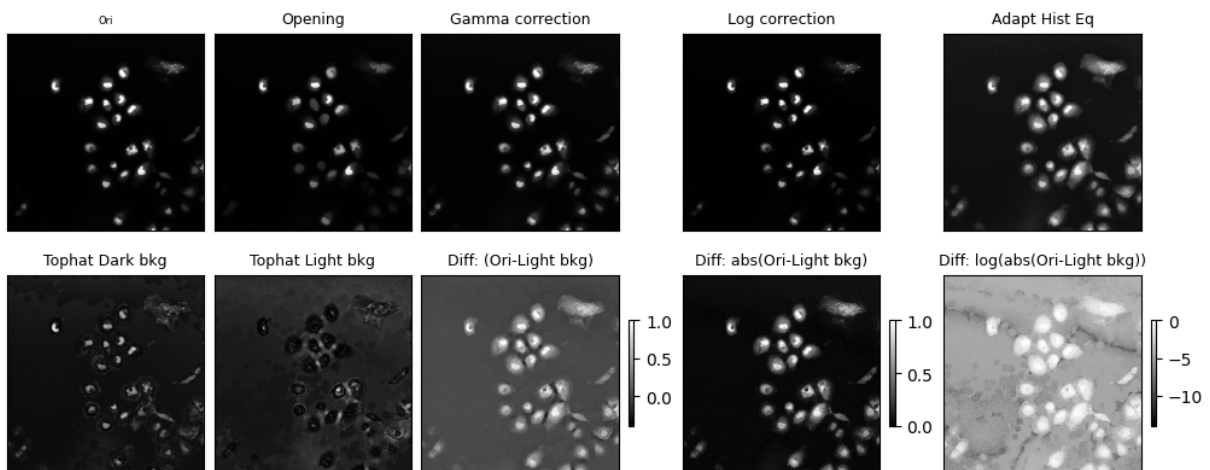 Ori
Opening
Gamma correction
Log correction
Adapt Hist Eq
Tophat Dark bkg
Tophat Light bkg
Diff: (Ori-Light bkg)
Diff: abs(Ori-Light bkg)
Diff: log(abs(Ori-Light bkg))
1.0
0.5
0.0
1.0
0.5
0.0
0
−5
−10